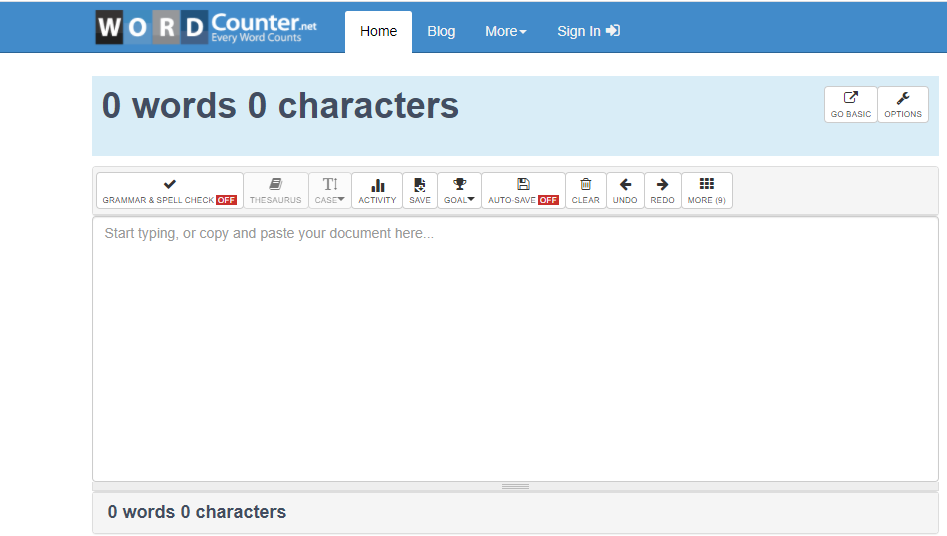 WORD Counter.net
Every Word Counts
Home Blog More Sign In
0 words 0 characters
GO BASIC OPTIONS
GRAMMAR & SPELL CHECK OFF THESAURUS CASE ACTIVITY SAVE GOAL AUTO-SAVE OFF CLEAR UNDO REDO MORE (9)
Start typing, or copy and paste your document here...
0 words 0 characters